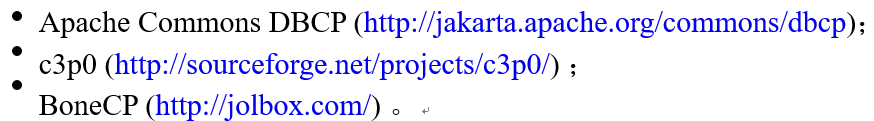 • Apache Commons DBCP (http://jakarta.apache.org/commons/dbcp)；
• c3p0 (http://sourceforge.net/projects/c3p0/) ；
• BoneCP (http://jolbox.com/) 。